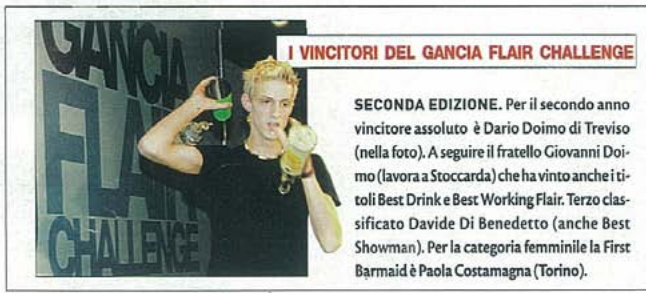 GANCIA
FLAIR
CHALLENGE
I VINCITORI DEL GANCIA FLAIR CHALLENGE
SECONDA EDIZIONE. Per il secondo anno
vincitore assoluto è Dario Doimo di Treviso
(nella foto). A seguire il fratello Giovanni Doi-
mo (lavora a Stoccarda) che ha vinto anche i ti-
toli Best Drink e Best Working Flair. Terzo clas-
sificato Davide Di Benedetto (anche Best
Showman). Per la categoria femminile la First
Barmaid è Paola Costamagna (Torino).